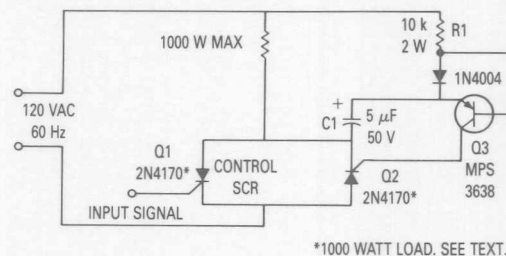 10 k
2 W
R1
1000 W MAX
1N4004
120 VAC
60 Hz
+
C1
5 μF
50 V
Q1
2N4170*
CONTROL
SCR
Q2
2N4170*
Q3
MPS
3638
INPUT SIGNAL
*1000 WATT LOAD. SEE TEXT.